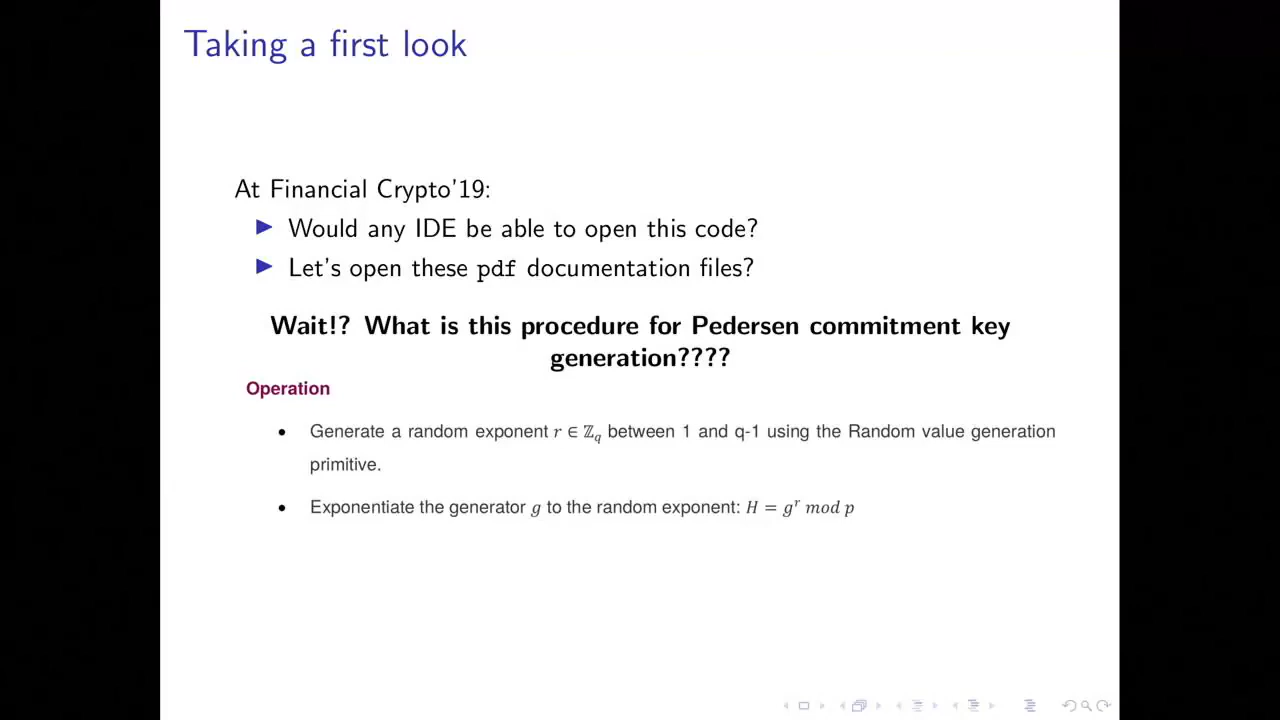 Taking a first look
At Financial Crypto'19:
▶ Would any IDE be able to open this code?
▶ Let's open these pdf documentation files?
Wait!? What is this procedure for Pedersen commitment key
generation????
Operation
• Generate a random exponent r ∈ ℤq between 1 and q-1 using the Random value generation
primitive.
• Exponentiate the generator g to the random exponent: H = gʳ mod p